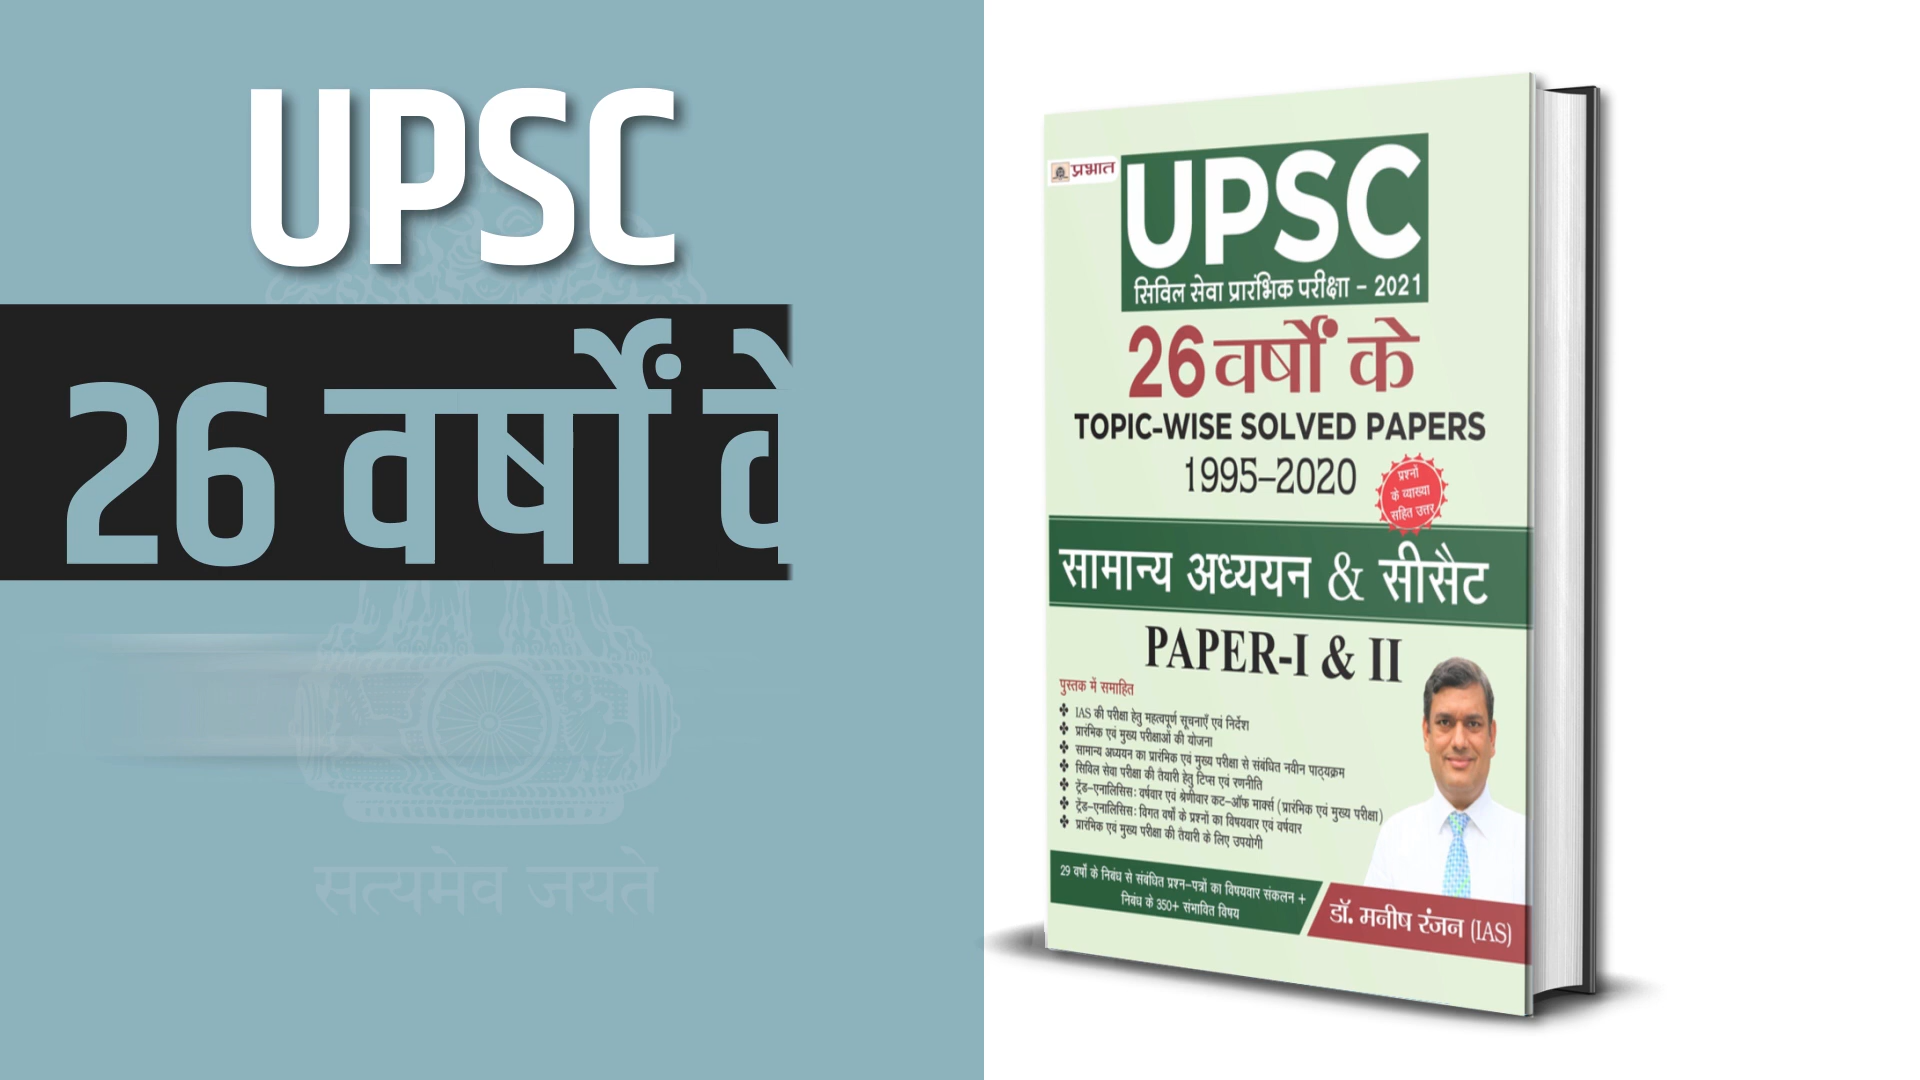 UPSC
26 वर्षों के
सत्यमेव जयते
प्रभात
UPSC
सिविल सेवा प्रारंभिक परीक्षा - 2021
26 वर्षों के
TOPIC-WISE SOLVED PAPERS
1995–2020
प्रश्नों
के व्याख्या
सहित उत्तर
सामान्य अध्ययन & सीसैट
PAPER-I & II
पुस्तक में समाहित
IAS की परीक्षा हेतु महत्वपूर्ण सूचनाएँ एवं निर्देश
प्रारंभिक एवं मुख्य परीक्षाओं की योजना
सामान्य अध्ययन का प्रारंभिक एवं मुख्य परीक्षा से संबंधित नवीन पाठ्यक्रम
सिविल सेवा परीक्षा की तैयारी हेतु टिप्स एवं रणनीति
ट्रेंड-एनालिसिस: वर्षवार एवं श्रेणीवार कट-ऑफ मार्क्स (प्रारंभिक एवं मुख्य परीक्षा)
ट्रेंड-एनालिसिस: विगत वर्षों के प्रश्नों का विषयवार एवं वर्षवार
प्रारंभिक एवं मुख्य परीक्षा की तैयारी के लिए उपयोगी
29 वर्षों के निबंध से संबंधित प्रश्न-पत्रों का विषयवार संकलन +
निबंध के 350+ संभावित विषय
डॉ. मनीष रंजन (IAS)